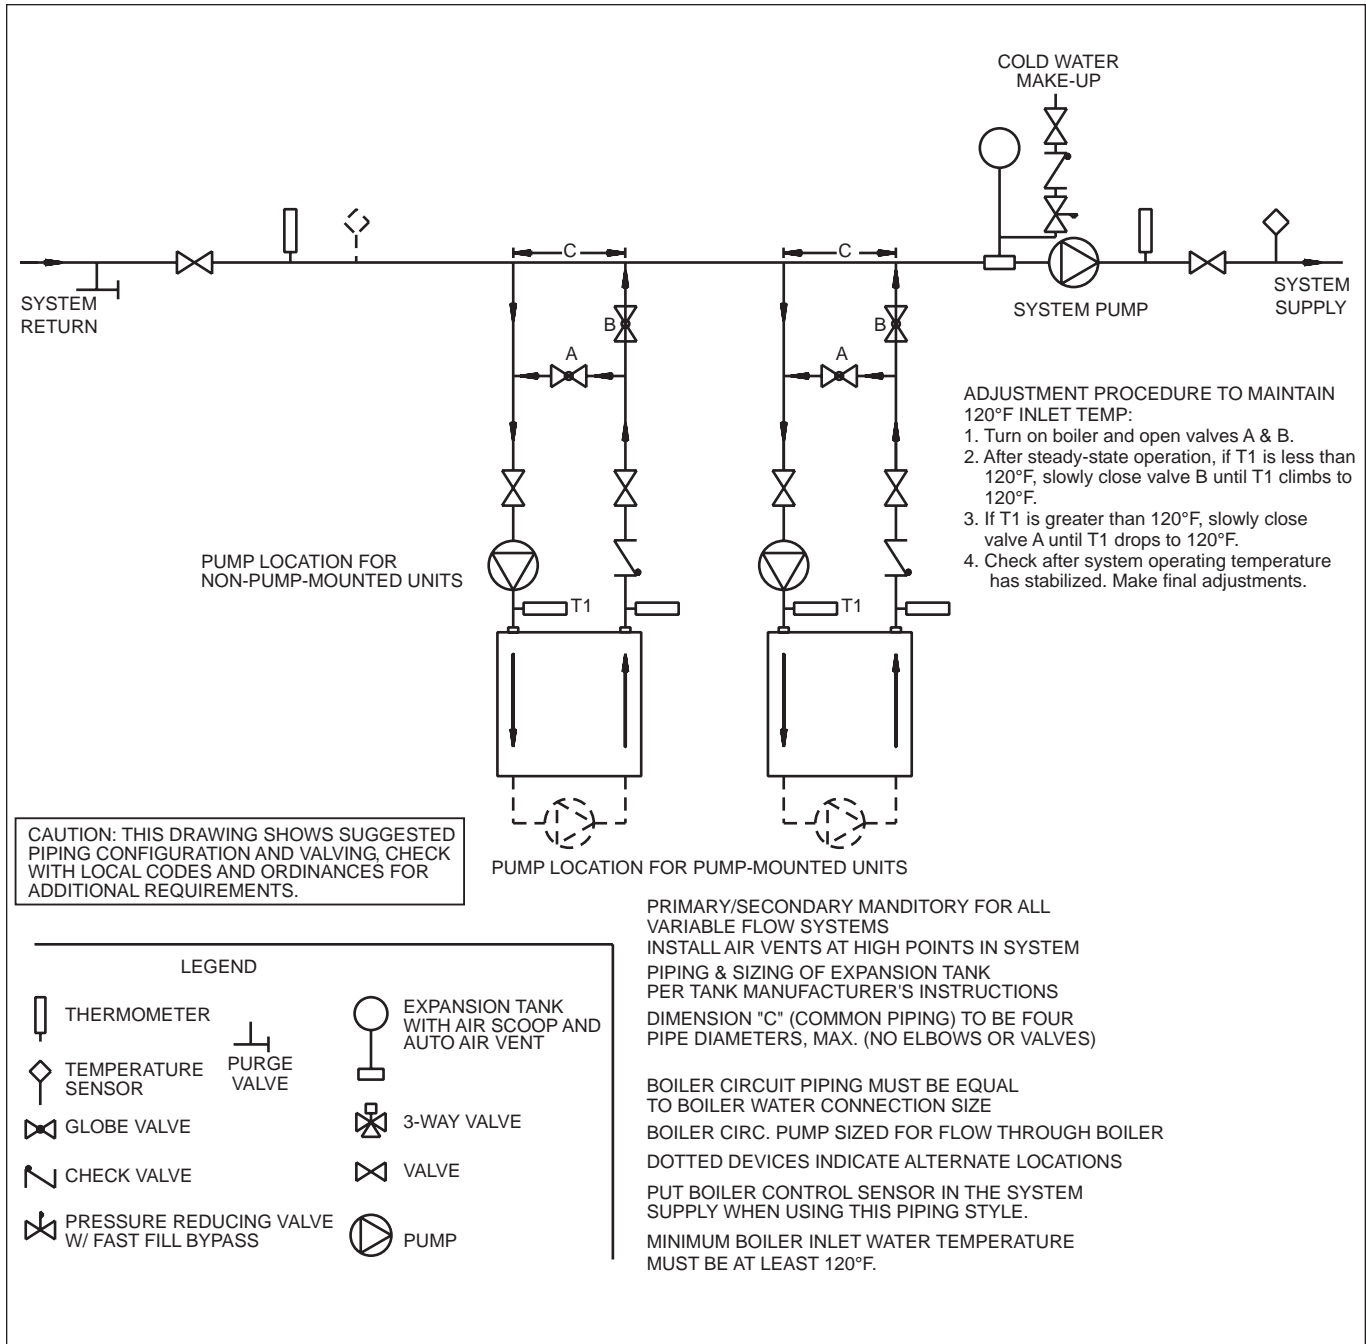 COLD WATER
MAKE-UP
C
C
SYSTEM
RETURN
SYSTEM PUMP
SYSTEM
SUPPLY
B
B
A
A
ADJUSTMENT PROCEDURE TO MAINTAIN
120°F INLET TEMP:
1. Turn on boiler and open valves A & B.
2. After steady-state operation, if T1 is less than
120°F, slowly close valve B until T1 climbs to
120°F.
3. If T1 is greater than 120°F, slowly close
valve A until T1 drops to 120°F.
4. Check after system operating temperature
has stabilized. Make final adjustments.
PUMP LOCATION FOR
NON-PUMP-MOUNTED UNITS
T1
T1
CAUTION: THIS DRAWING SHOWS SUGGESTED
PIPING CONFIGURATION AND VALVING, CHECK
WITH LOCAL CODES AND ORDINANCES FOR
ADDITIONAL REQUIREMENTS.
PUMP LOCATION FOR PUMP-MOUNTED UNITS
PRIMARY/SECONDARY MANDITORY FOR ALL
VARIABLE FLOW SYSTEMS
INSTALL AIR VENTS AT HIGH POINTS IN SYSTEM
PIPING & SIZING OF EXPANSION TANK
PER TANK MANUFACTURER'S INSTRUCTIONS
DIMENSION "C" (COMMON PIPING) TO BE FOUR
PIPE DIAMETERS, MAX. (NO ELBOWS OR VALVES)
BOILER CIRCUIT PIPING MUST BE EQUAL
TO BOILER WATER CONNECTION SIZE
BOILER CIRC. PUMP SIZED FOR FLOW THROUGH BOILER
DOTTED DEVICES INDICATE ALTERNATE LOCATIONS
PUT BOILER CONTROL SENSOR IN THE SYSTEM
SUPPLY WHEN USING THIS PIPING STYLE.
MINIMUM BOILER INLET WATER TEMPERATURE
MUST BE AT LEAST 120°F.
LEGEND
THERMOMETER
TEMPERATURE
SENSOR
PURGE
VALVE
GLOBE VALVE
CHECK VALVE
PRESSURE REDUCING VALVE
W/ FAST FILL BYPASS
EXPANSION TANK
WITH AIR SCOOP AND
AUTO AIR VENT
3-WAY VALVE
VALVE
PUMP